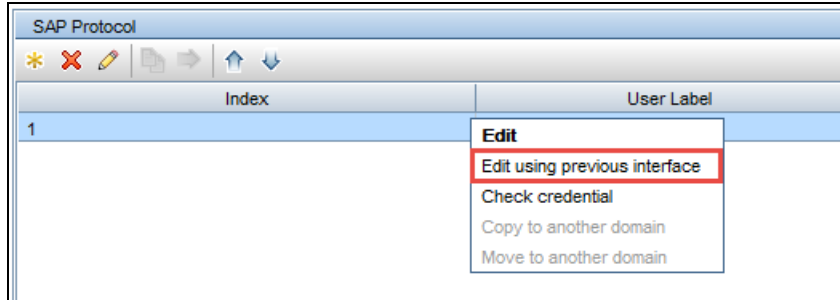 SAP Protocol
Index User Label
1
Edit
Edit using previous interface
Check credential
Copy to another domain
Move to another domain